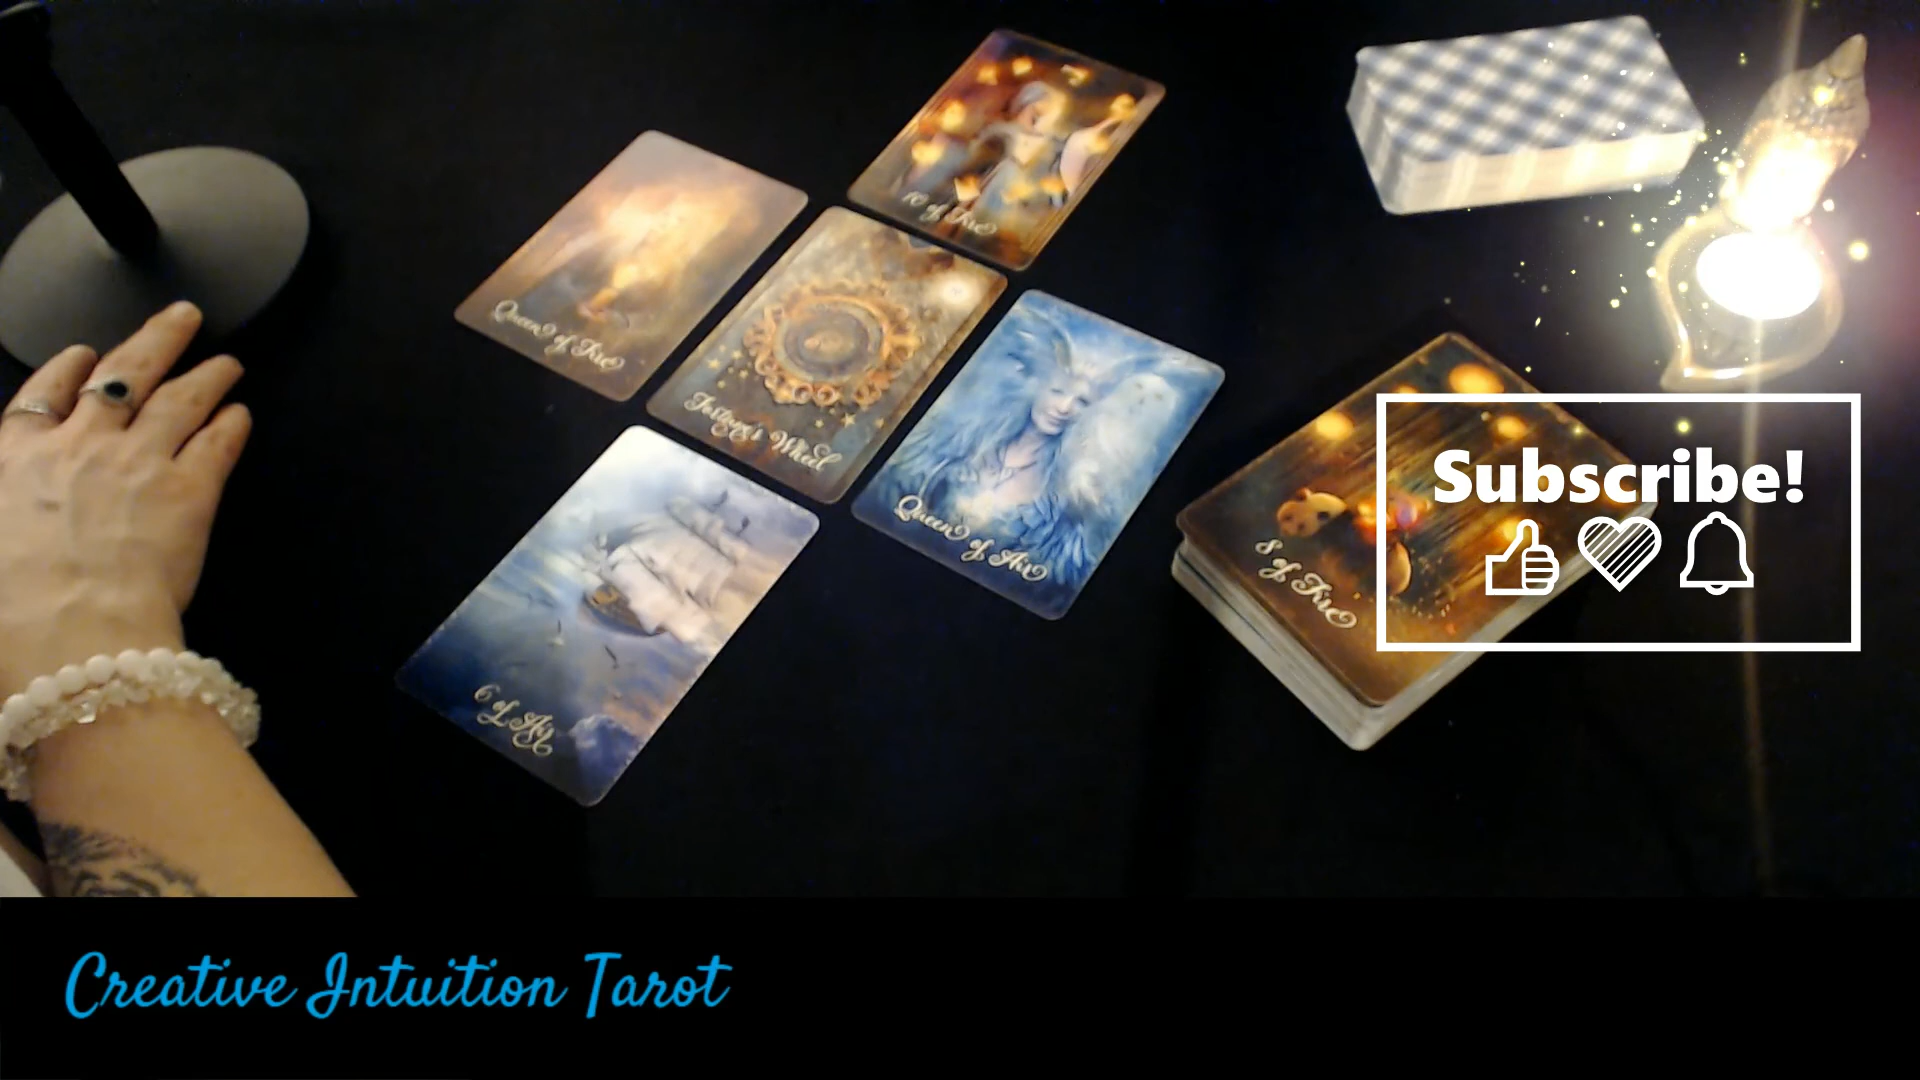 10 of Fire
Queen of Fire
Fortune's Wheel
Queen of Air
6 of Air
8 of Fire
Subscribe!
Creative Intuition Tarot